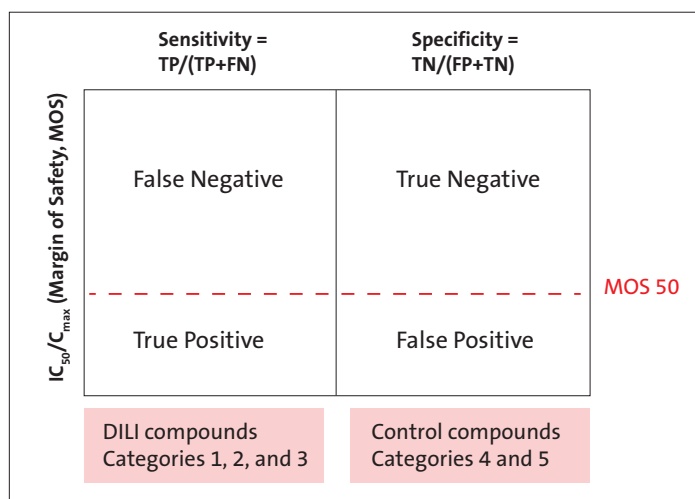 Sensitivity =
TP/(TP+FN)
Specificity =
TN/(FP+TN)
IC50/Cmax (Margin of Safety, MOS)
False Negative
True Negative
MOS 50
True Positive
False Positive
DILI compounds
Categories 1, 2, and 3
Control compounds
Categories 4 and 5